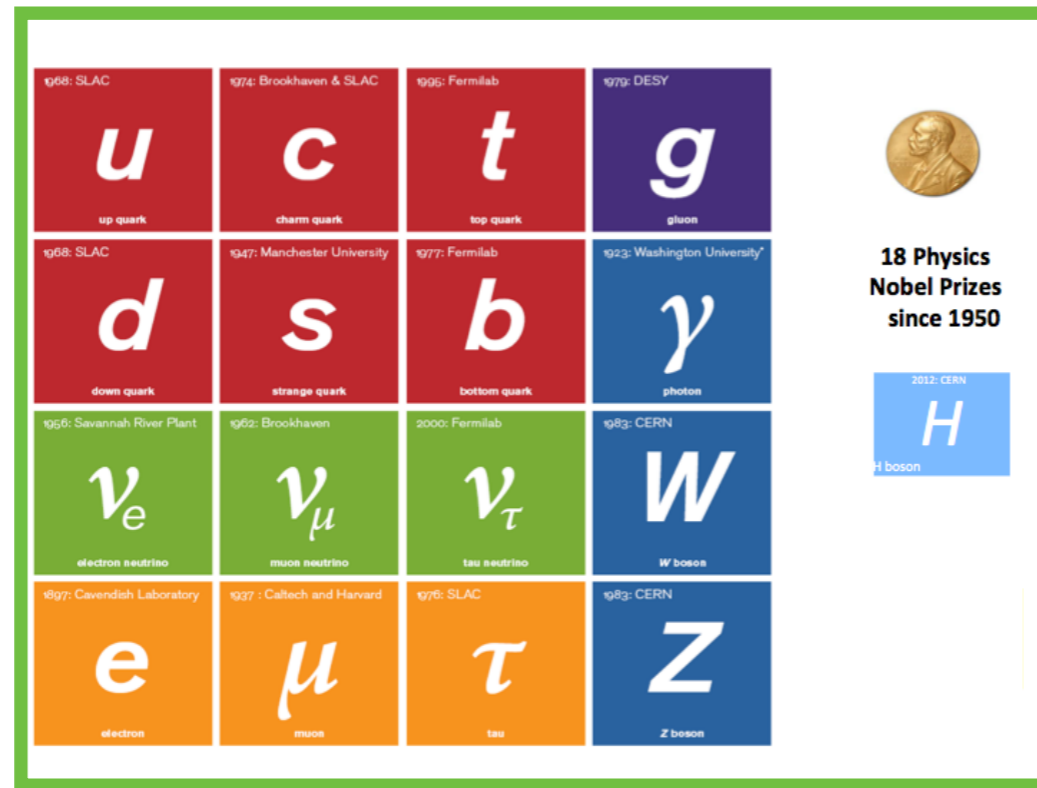 1968: SLAC
u
up quark
1974: Brookhaven & SLAC
c
charm quark
1995: Fermilab
t
top quark
1979: DESY
g
gluon
1968: SLAC
d
down quark
1947: Manchester University
s
strange quark
1977: Fermilab
b
bottom quark
1923: Washington University*
γ
photon
1956: Savannah River Plant
νe
electron neutrino
1962: Brookhaven
νμ
muon neutrino
2000: Fermilab
ντ
tau neutrino
1983: CERN
W
W boson
1897: Cavendish Laboratory
e
electron
1937 : Caltech and Harvard
μ
muon
1976: SLAC
τ
tau
1983: CERN
Z
Z boson
18 Physics
Nobel Prizes
since 1950
2012: CERN
H
H boson